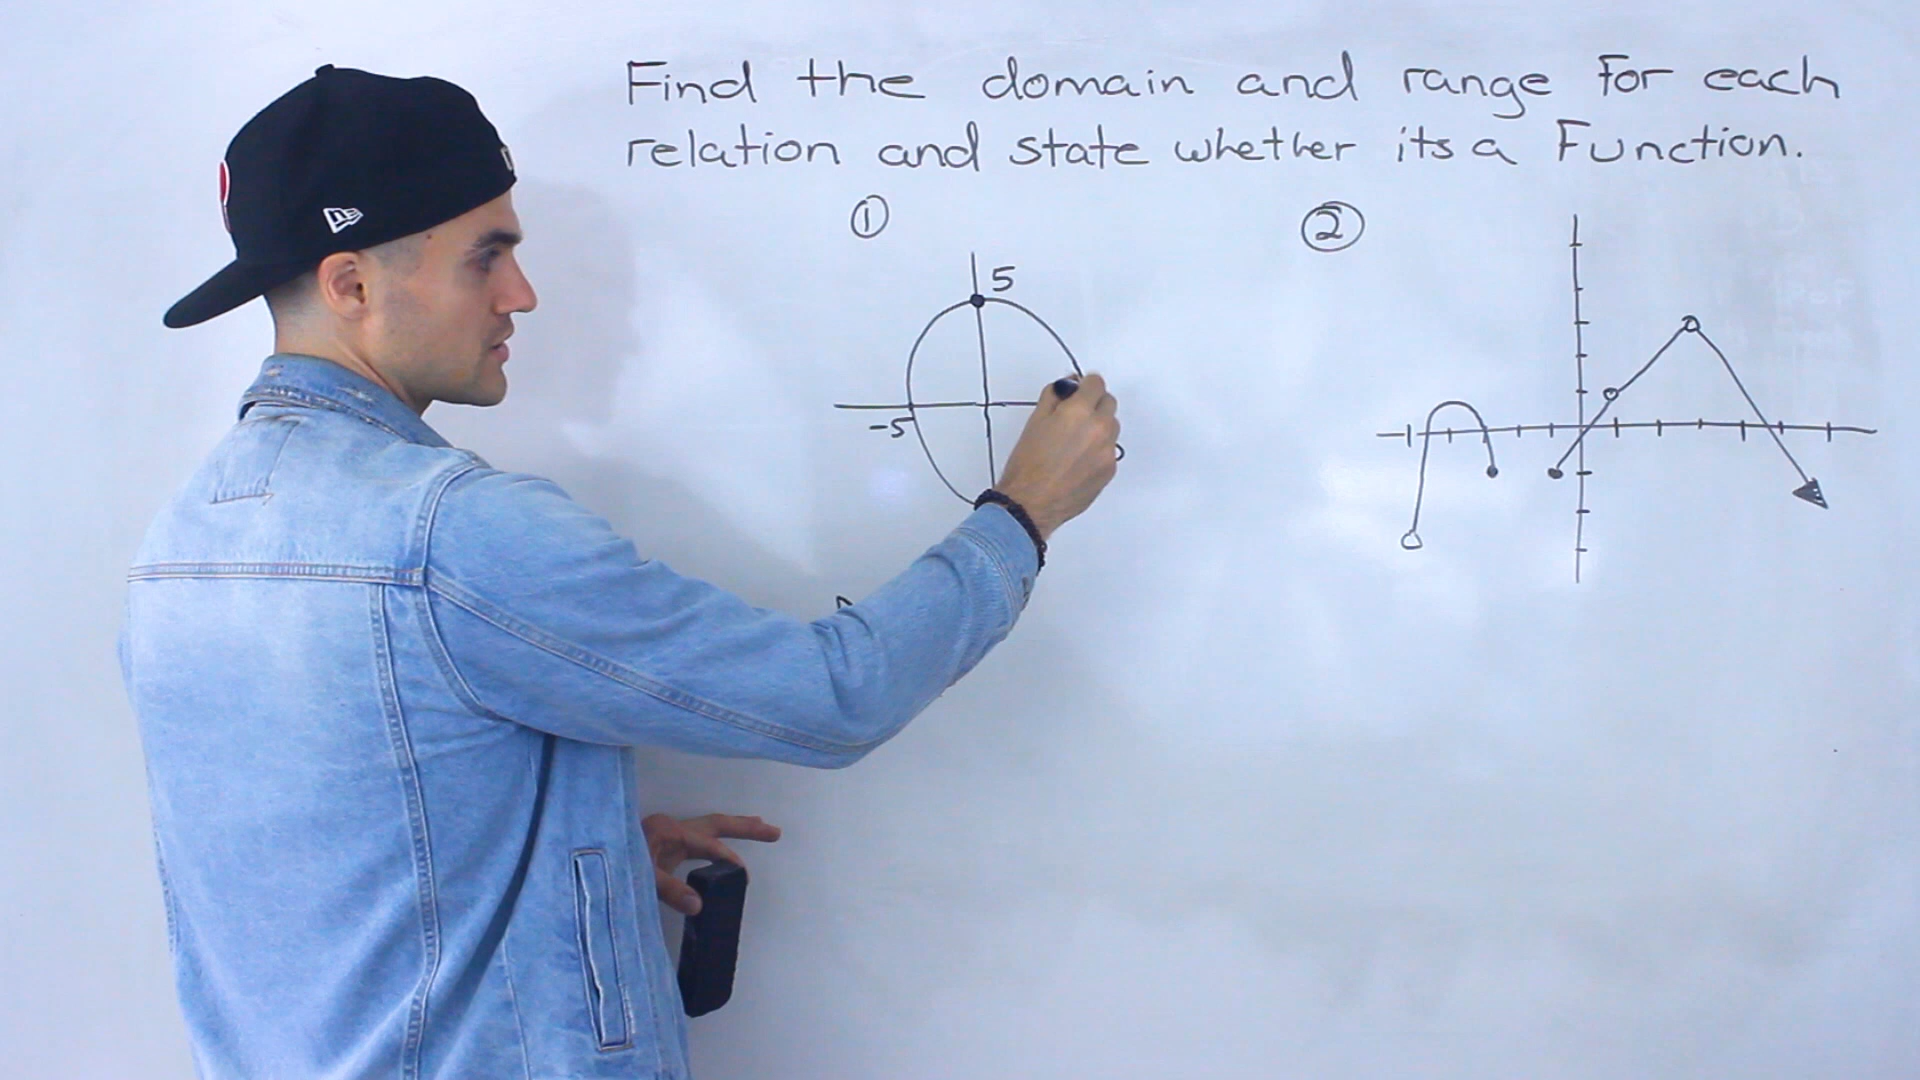 Find the domain and range for each
relation and state whether its a Function.
① ②
5
-5